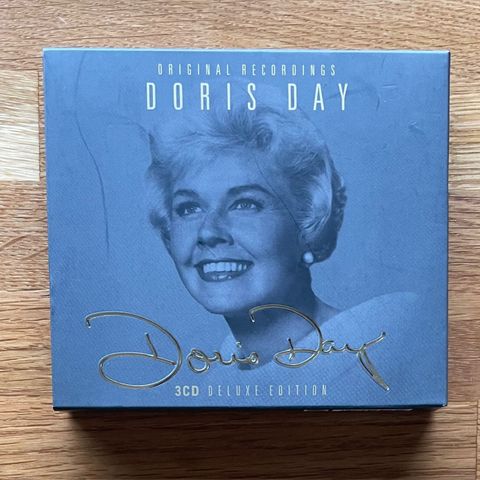 ORIGINAL RECORDINGS
DORIS DAY
Doris Day
3CD DELUXE EDITION